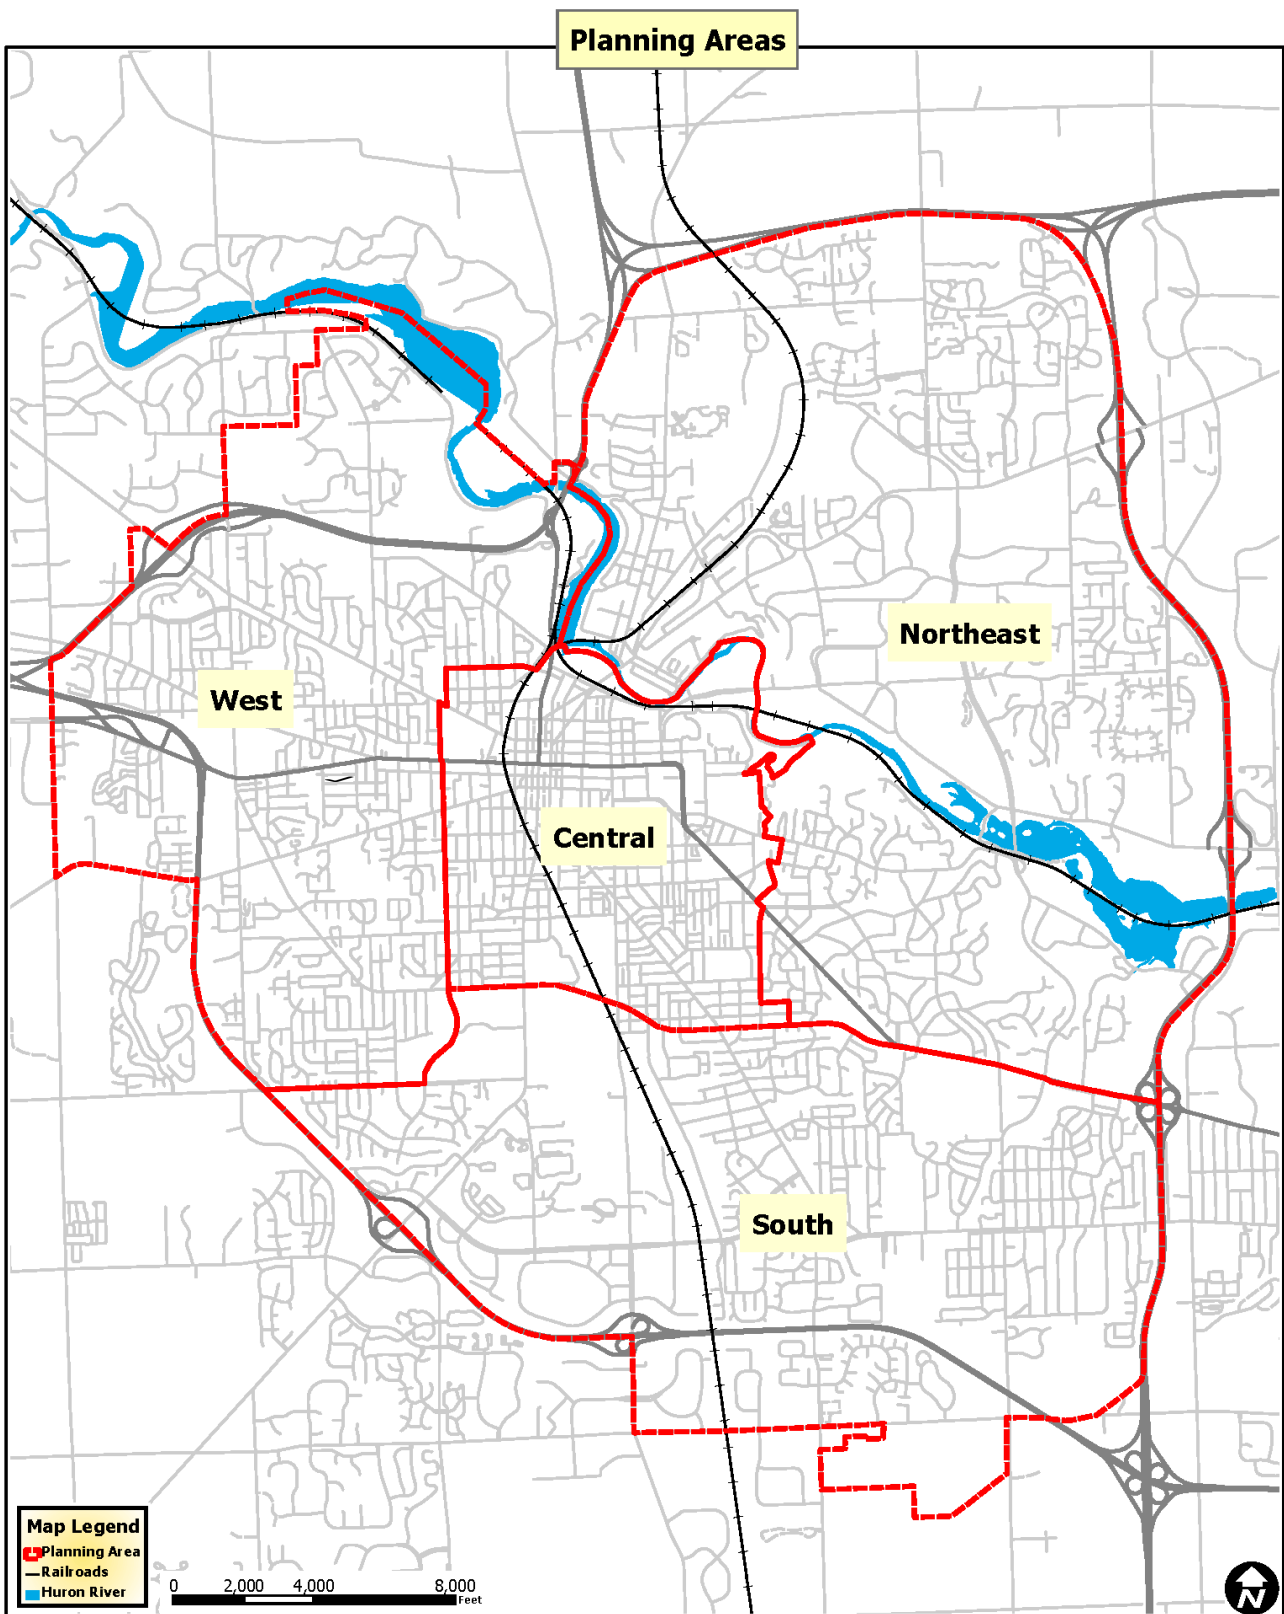 Planning Areas
Northeast
West
Central
South
Map Legend
Planning Area
Railroads
Huron River
0 2,000 4,000 8,000
Feet
N